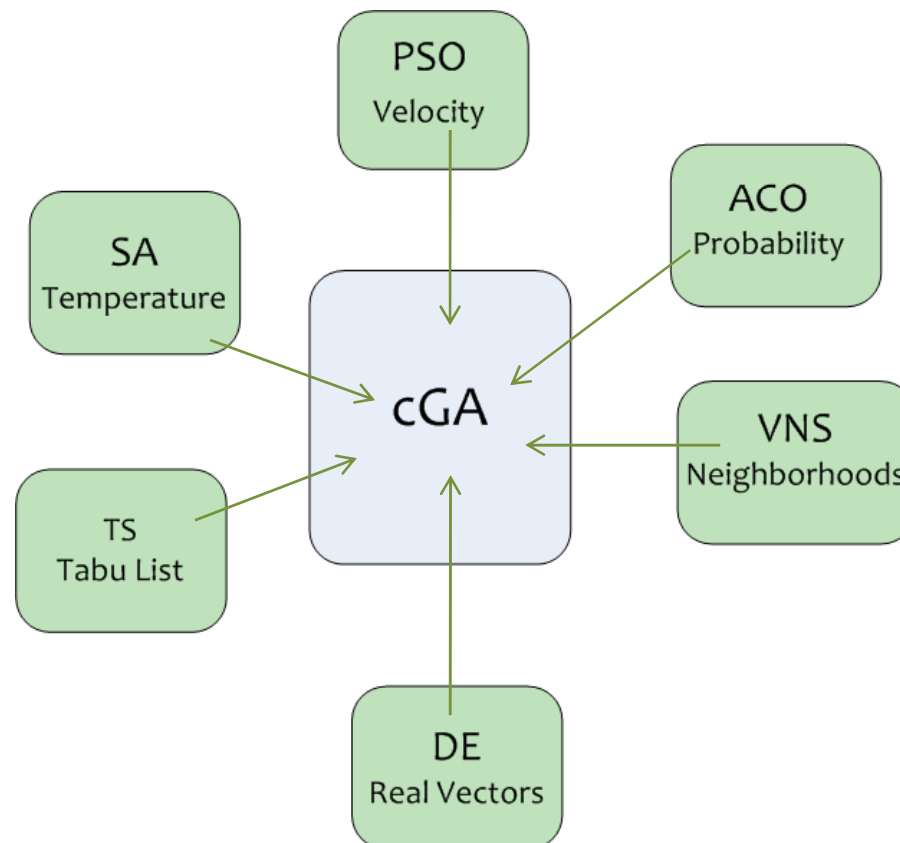 PSO
Velocity
ACO
Probability
SA
Temperature
cGA
VNS
Neighborhoods
TS
Tabu List
DE
Real Vectors